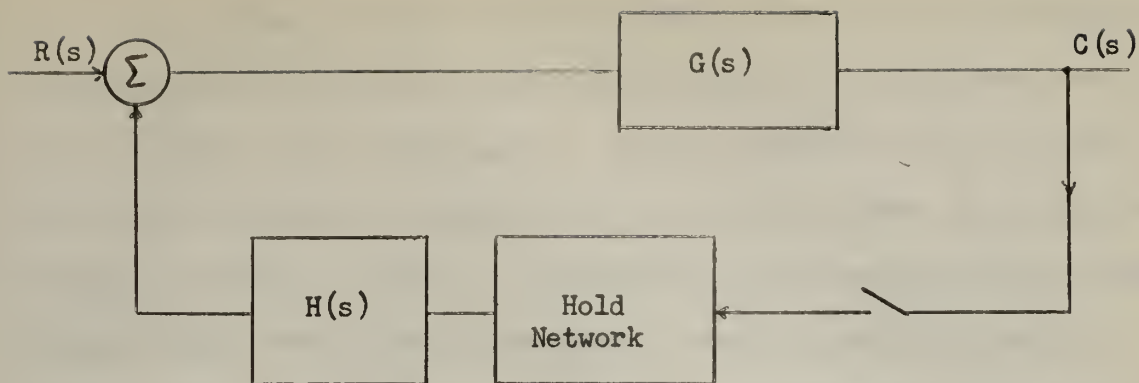 R(s)
Σ
G(s)
C(s)
H(s)
Hold
Network